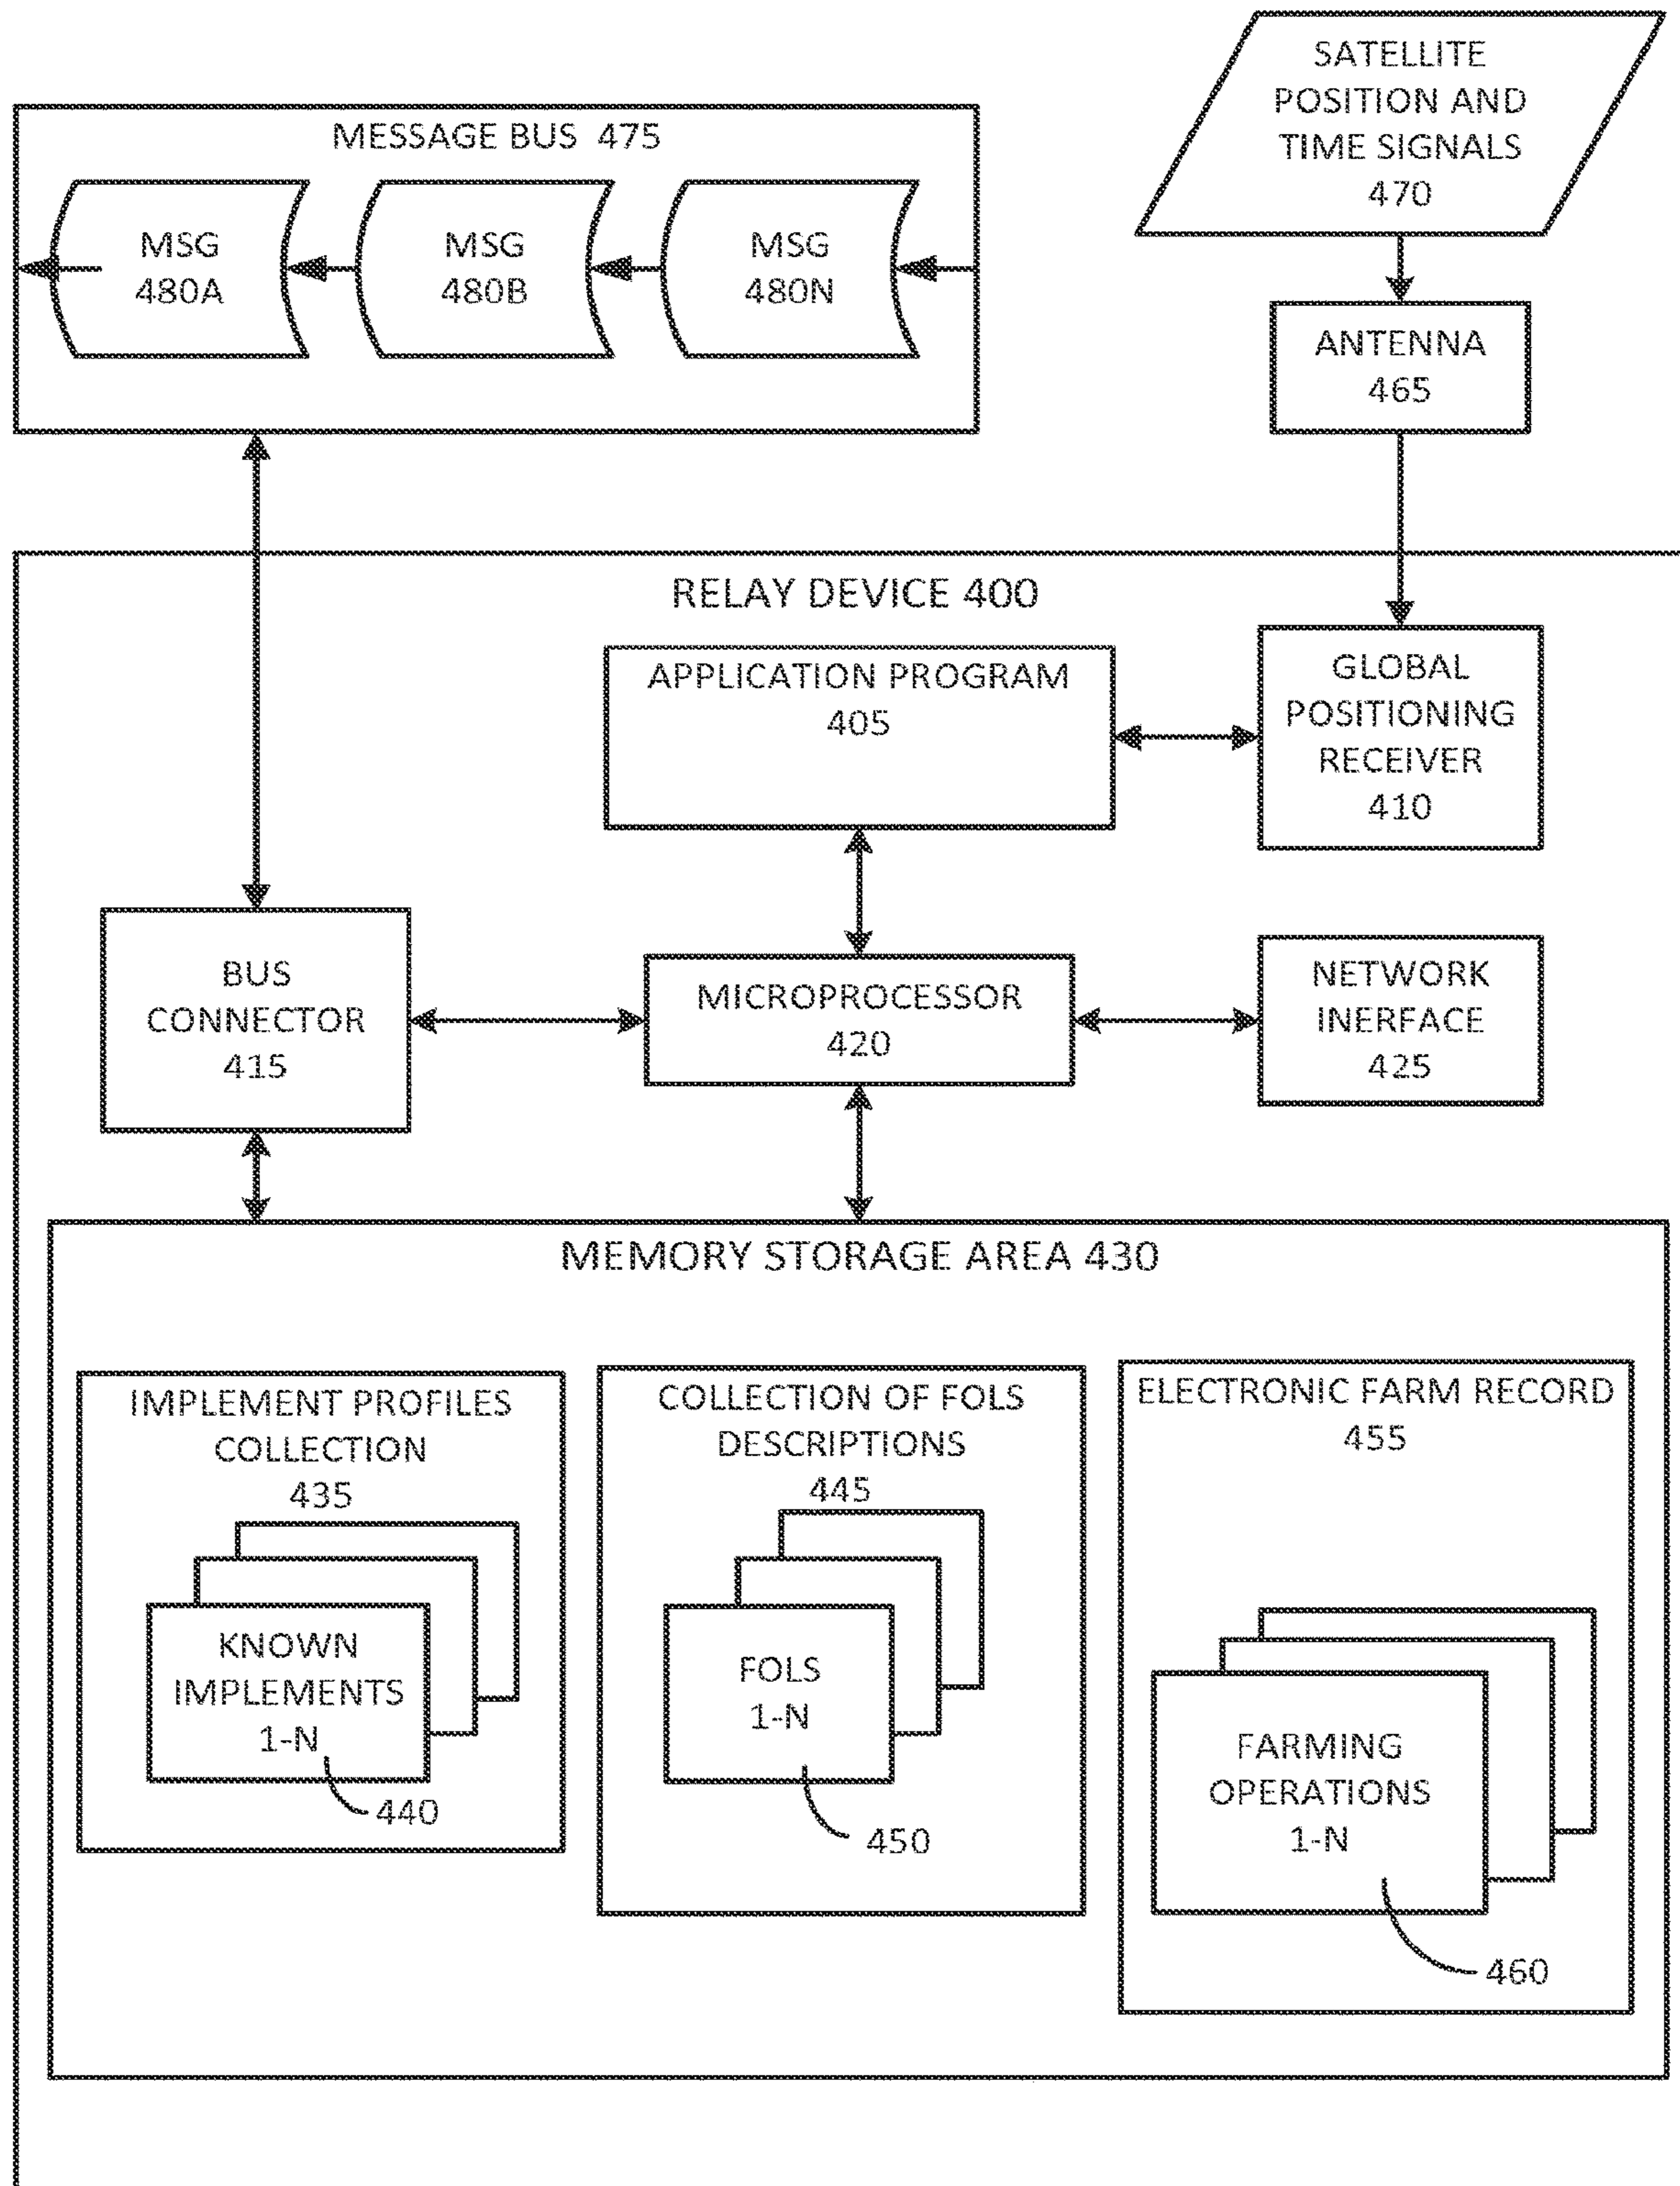 SATELLITE
POSITION AND
TIME SIGNALS
470
MESSAGE BUS 475
MSG
480A
MSG
480B
MSG
480N
ANTENNA
465
RELAY DEVICE 400
APPLICATION PROGRAM
405
GLOBAL
POSITIONING
RECEIVER
410
BUS
CONNECTOR
415
MICROPROCESSOR
420
NETWORK
INERFACE
425
MEMORY STORAGE AREA 430
IMPLEMENT PROFILES
COLLECTION
435
KNOWN
IMPLEMENTS
1-N
440
COLLECTION OF FOLS
DESCRIPTIONS
445
FOLS
1-N
450
ELECTRONIC FARM RECORD
455
FARMING
OPERATIONS
1-N
460